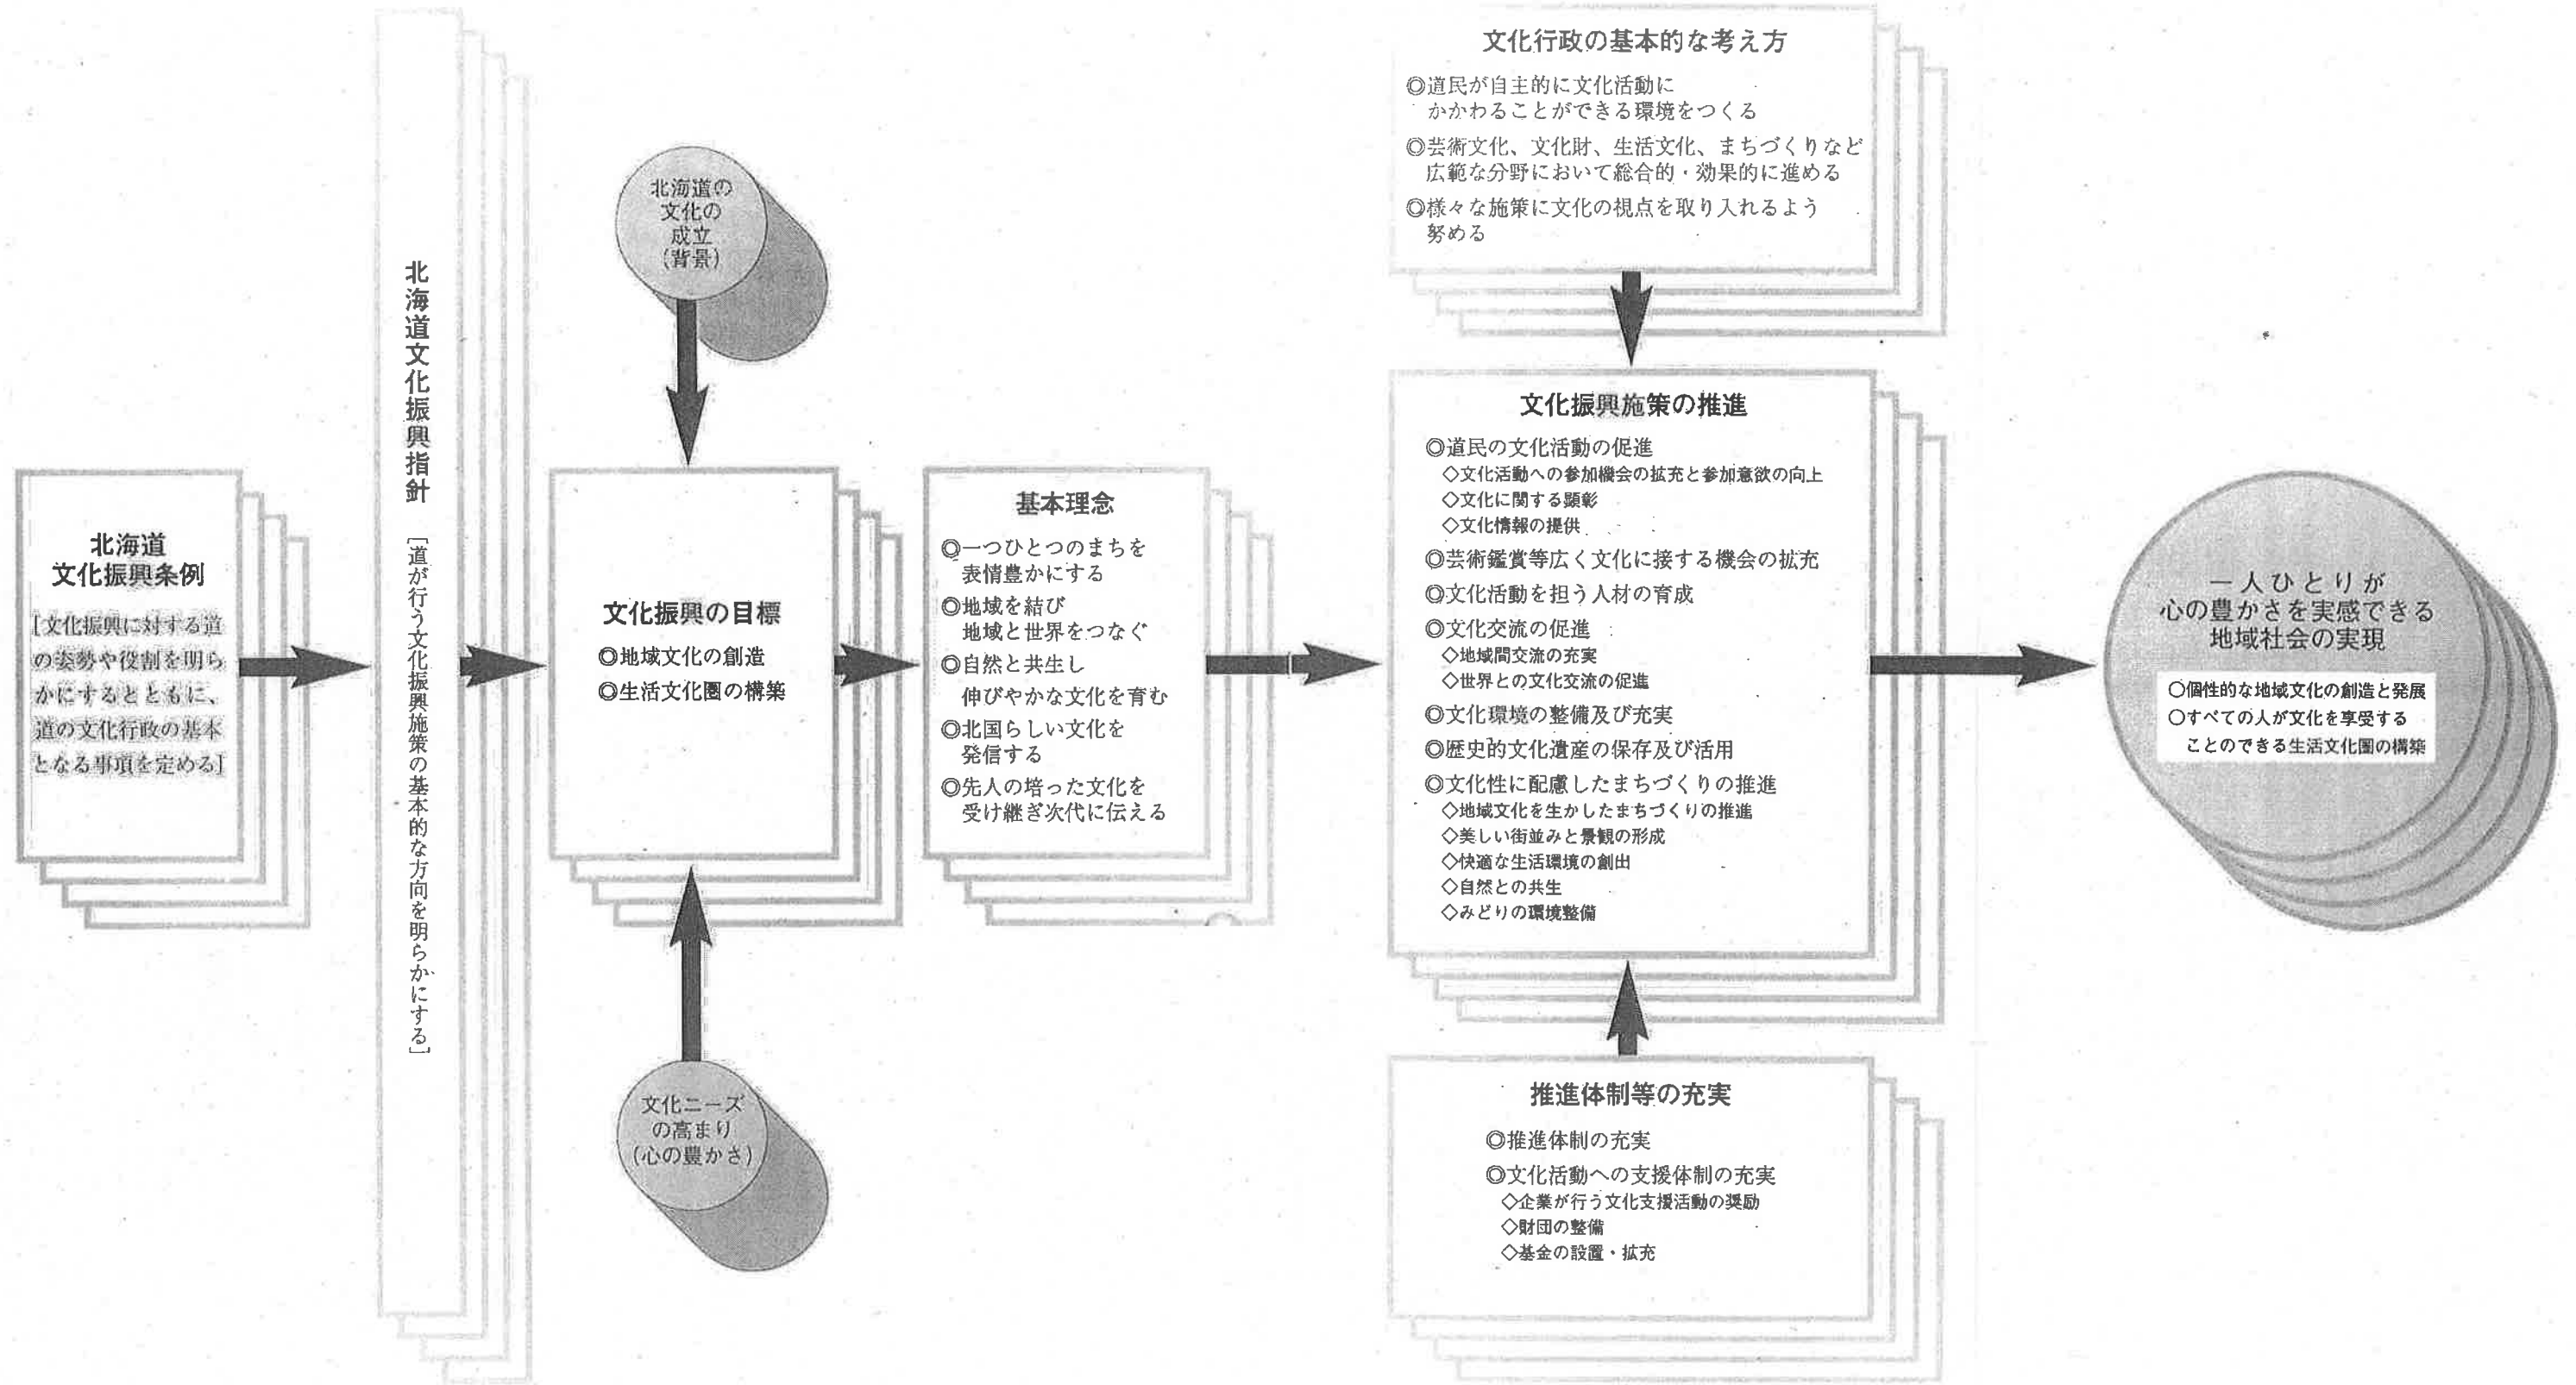 北海道
文化振興条例
[文化振興に対する道
の姿勢や役割を明ら
かにするとともに、
道の文化行政の基本
となる事項を定める]
北海道文化振興指針 [道が行う文化振興施策の基本的な方向を明らかにする]
北海道の
文化の
成立
(背景)
文化振興の目標
◎地域文化の創造
◎生活文化圏の構築
文化ニーズ
の高まり
(心の豊かさ)
基本理念
◎一つひとつのまちを
表情豊かにする
◎地域を結び
地域と世界をつなぐ
◎自然と共生し
伸びやかな文化を育む
◎北国らしい文化を
発信する
◎先人の培った文化を
受け継ぎ次代に伝える
文化行政の基本的な考え方
◎道民が自主的に文化活動に
かかわることができる環境をつくる
◎芸術文化、文化財、生活文化、まちづくりなど
広範な分野において総合的・効果的に進める
◎様々な施策に文化の視点を取り入れるよう
努める
文化振興施策の推進
◎道民の文化活動の促進
◇文化活動への参加機会の拡充と参加意欲の向上
◇文化に関する顕彰
◇文化情報の提供
◎芸術鑑賞等広く文化に接する機会の拡充
◎文化活動を担う人材の育成
◎文化交流の促進
◇地域間交流の充実
◇世界との文化交流の促進
◎文化環境の整備及び充実
◎歴史的文化遺産の保存及び活用
◎文化性に配慮したまちづくりの推進
◇地域文化を生かしたまちづくりの推進
◇美しい街並みと景観の形成
◇快適な生活環境の創出
◇自然との共生
◇みどりの環境整備
推進体制等の充実
◎推進体制の充実
◎文化活動への支援体制の充実
◇企業が行う文化支援活動の奨励
◇財団の整備
◇基金の設置・拡充
一人ひとりが
心の豊かさを実感できる
地域社会の実現
○個性的な地域文化の創造と発展
○すべての人が文化を享受する
ことのできる生活文化圏の構築